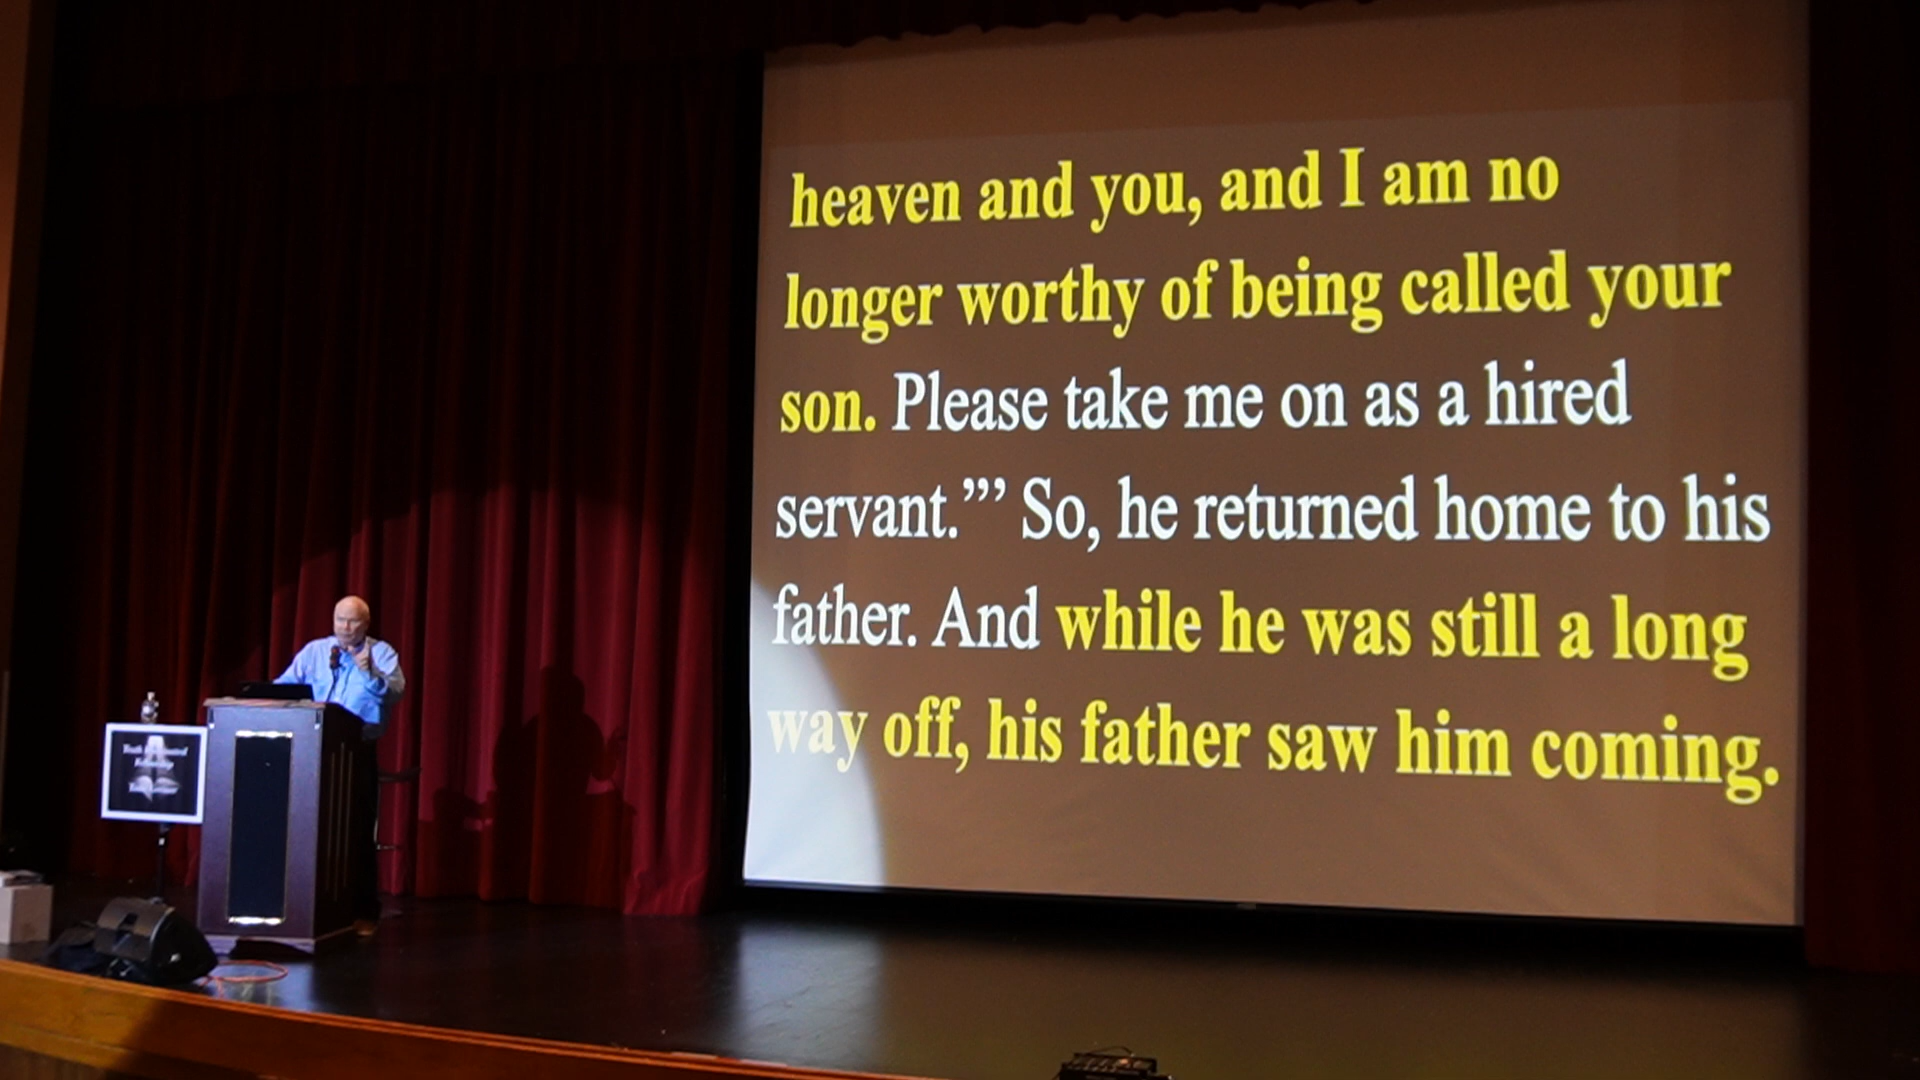 heaven and you, and I am no
longer worthy of being called your
son. Please take me on as a hired
servant.”’ So, he returned home to his
father. And while he was still a long
way off, his father saw him coming.
Truth
Fellowship